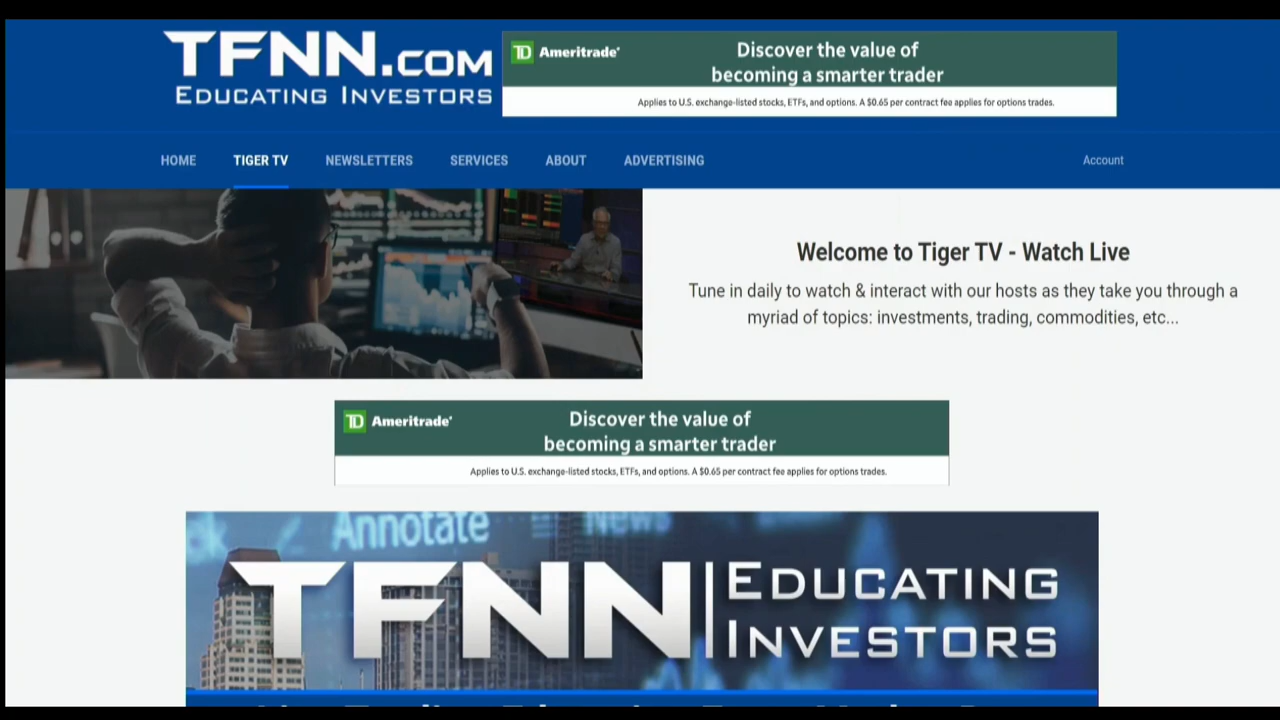 TFNN.COM
EDUCATING INVESTORS
TD Ameritrade
Discover the value of
becoming a smarter trader
Applies to U.S. exchange-listed stocks, ETFs, and options. A $0.65 per contract fee applies for options trades.
HOME TIGER TV NEWSLETTERS SERVICES ABOUT ADVERTISING Account
Welcome to Tiger TV - Watch Live
Tune in daily to watch & interact with our hosts as they take you through a
myriad of topics: investments, trading, commodities, etc...
TD Ameritrade
Discover the value of
becoming a smarter trader
Applies to U.S. exchange-listed stocks, ETFs, and options. A $0.65 per contract fee applies for options trades.
Annotate News
TFNN EDUCATING
INVESTORS